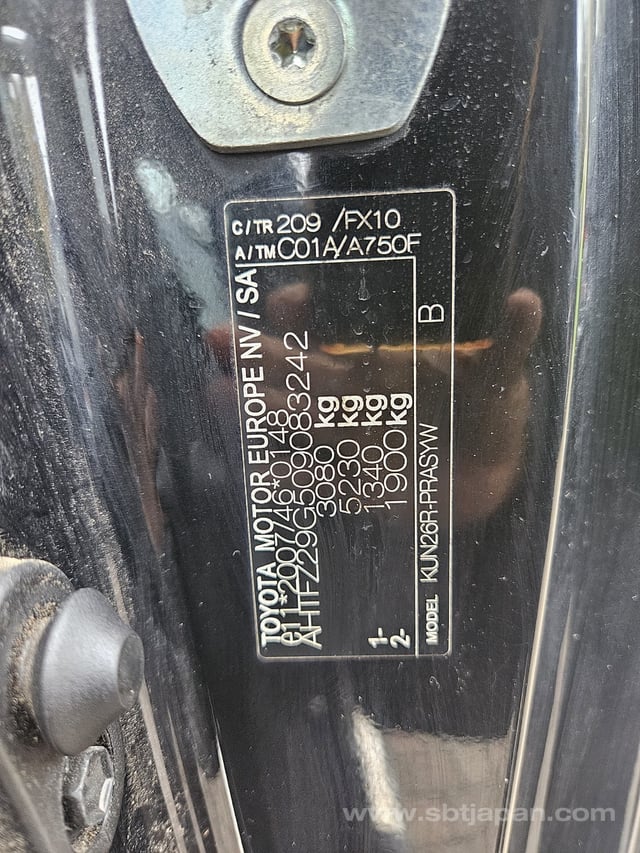 C/TR 209 /FX10
A/TM C01A/A750F
TOYOTA MOTOR EUROPE NV / SA
e11*2007/46*0148
AHTFZ29G509083242
3080 kg
5230 kg
1- 1340 kg
2- 1900 kg
MODEL KUN26R-PRASYW B
www.sbtjapan.com